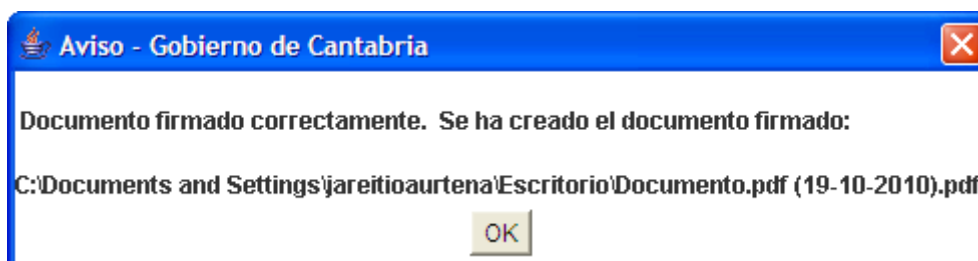 Aviso - Gobierno de Cantabria
Documento firmado correctamente. Se ha creado el documento firmado:
C:\Documents and Settings\jareitioaurtena\Escritorio\Documento.pdf (19-10-2010).pdf
OK